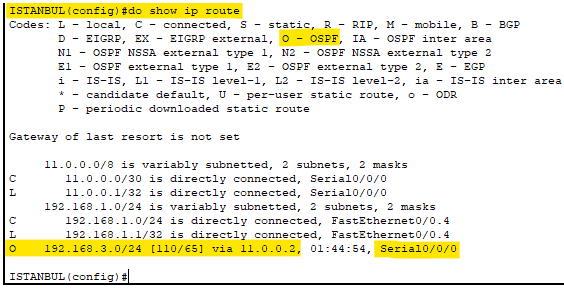 ISTANBUL(config)#do show ip route
Codes: L - local, C - connected, S - static, R - RIP, M - mobile, B - BGP
D - EIGRP, EX - EIGRP external, O - OSPF, IA - OSPF inter area
N1 - OSPF NSSA external type 1, N2 - OSPF NSSA external type 2
E1 - OSPF external type 1, E2 - OSPF external type 2, E - EGP
i - IS-IS, L1 - IS-IS level-1, L2 - IS-IS level-2, ia - IS-IS inter area
* - candidate default, U - per-user static route, o - ODR
P - periodic downloaded static route
Gateway of last resort is not set
11.0.0.0/8 is variably subnetted, 2 subnets, 2 masks
C 11.0.0.0/30 is directly connected, Serial0/0/0
L 11.0.0.1/32 is directly connected, Serial0/0/0
192.168.1.0/24 is variably subnetted, 2 subnets, 2 masks
C 192.168.1.0/24 is directly connected, FastEthernet0/0.4
L 192.168.1.1/32 is directly connected, FastEthernet0/0.4
O 192.168.3.0/24 [110/65] via 11.0.0.2, 01:44:54, Serial0/0/0
ISTANBUL(config)#